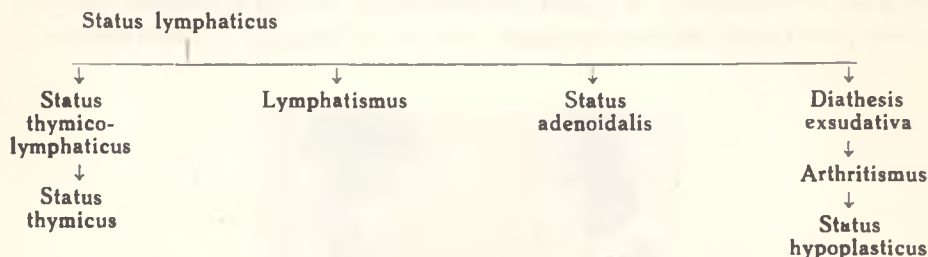 Status lymphaticus
Status
thymico-
lymphaticus
Status
thymicus
Lymphatismus
Status
adenoidalis
Diathesis
exsudativa
Arthritismus
Status
hypoplasticus